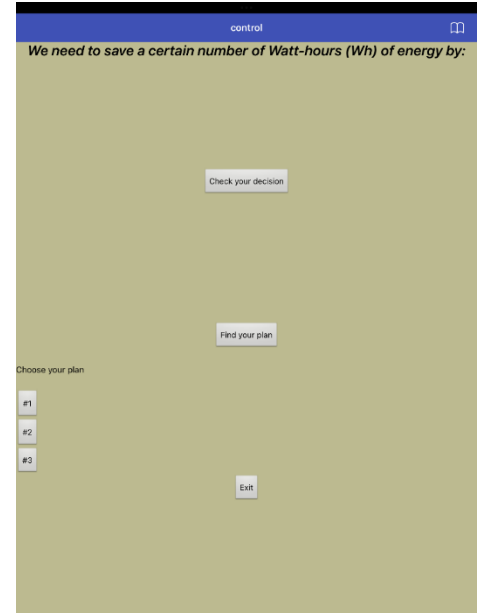 control
We need to save a certain number of Watt-hours (Wh) of energy by:
Check your decision
Find your plan
Choose your plan
#1
#2
#3
Exit